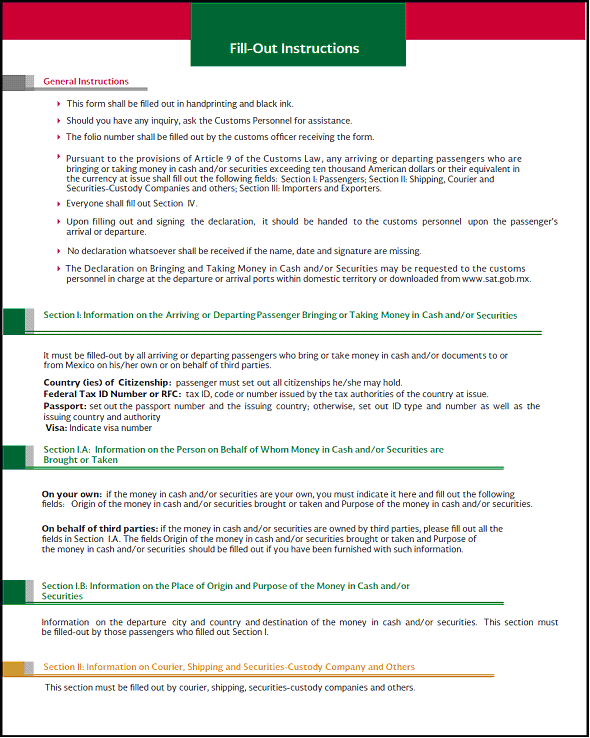 Fill-Out Instructions
General Instructions
This form shall be filled out in handprinting and black ink.
Should you have any inquiry, ask the Customs Personnel for assistance.
The folio number shall be filled out by the customs officer receiving the form.
Pursuant to the provisions of Article 9 of the Customs Law, any arriving or departing passengers who are
bringing or taking money in cash and/or securities exceeding ten thousand American dollars or their equivalent in
the currency at issue shall fill out the following fields: Section I: Passengers; Section II: Shipping, Courier and
Securities-Custody Companies and others; Section III: Importers and Exporters.
Everyone shall fill out Section IV.
Upon filling out and signing the declaration, it should be handed to the customs personnel upon the passenger's
arrival or departure.
No declaration whatsoever shall be received if the name, date and signature are missing.
The Declaration on Bringing and Taking Money in Cash and/or Securities may be requested to the customs
personnel in charge at the departure or arrival ports within domestic territory or downloaded from www.sat.gob.mx.
Section I: Information on the Arriving or Departing Passenger Bringing or Taking Money in Cash and/or Securities
It must be filled-out by all arriving or departing passengers who bring or take money in cash and/or documents to or
from Mexico on his/her own or on behalf of third parties.
Country (ies) of Citizenship: passenger must set out all citizenships he/she may hold.
Federal Tax ID Number or RFC: tax ID, code or number issued by the tax authorities of the country at issue.
Passport: set out the passport number and the issuing country; otherwise, set out ID type and number as well as the
issuing country and authority
Visa: Indicate visa number
Section I.A: Information on the Person on Behalf of Whom Money in Cash and/or Securities are
Brought or Taken
On your own: if the money in cash and/or securities are your own, you must indicate it here and fill out the following
fields: Origin of the money in cash and/or securities brought or taken and Purpose of the money in cash and/or securities.
On behalf of third parties: if the money in cash and/or securities are owned by third parties, please fill out all the
fields in Section I.A. The fields Origin of the money in cash and/or securities brought or taken and Purpose of
the money in cash and/or securities should be filled out if you have been furnished with such information.
Section I.B: Information on the Place of Origin and Purpose of the Money in Cash and/or
Securities
Information on the departure city and country and destination of the money in cash and/or securities. This section must
be filled-out by those passengers who filled out Section I.
Section II: Information on Courier, Shipping and Securities-Custody Company and Others
This section must be filled out by courier, shipping, securities-custody companies and others.